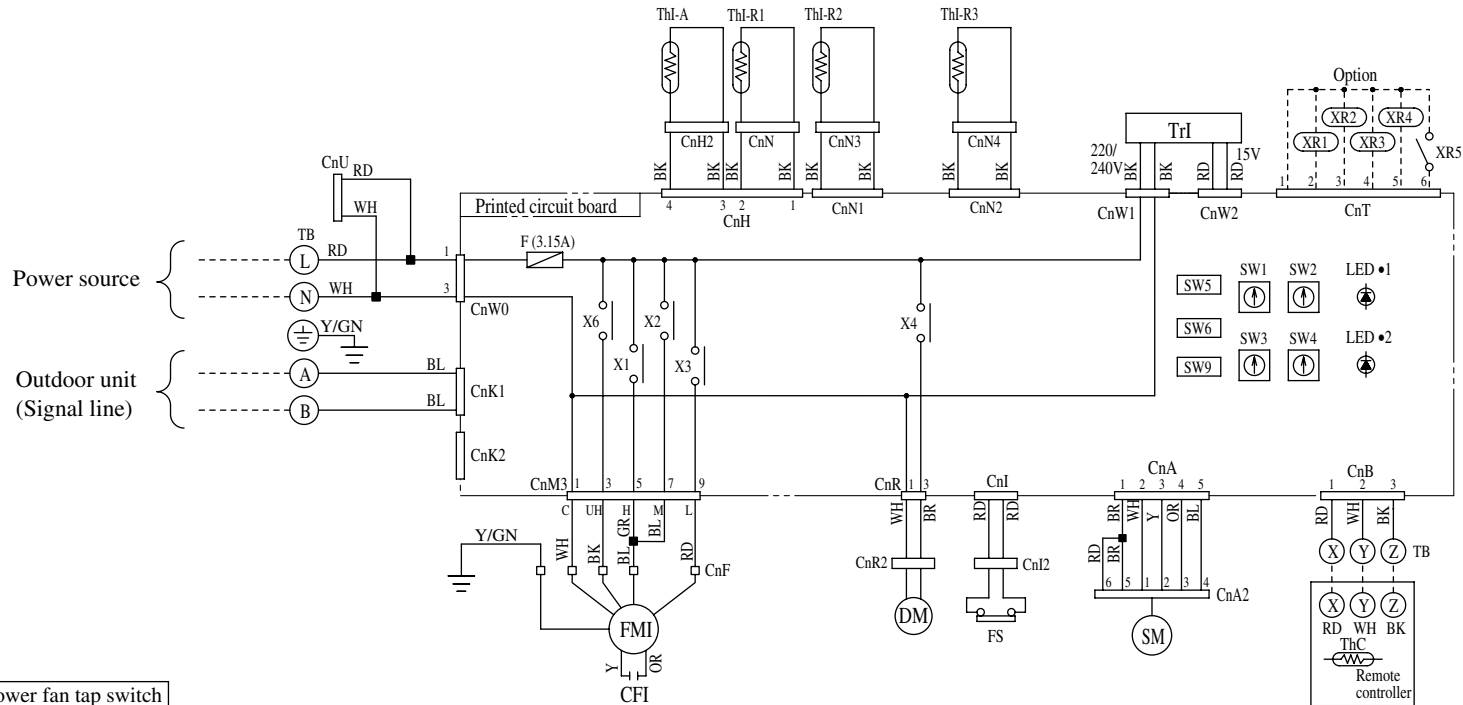 ThI-A ThI-R1 ThI-R2 ThI-R3
Option
XR2 XR4
XR1 XR3 XR5
TrI
CnH2 CnN CnN3 CnN4
220/ 15V
240V
BK BK BK BK BK BK BK BK BK BK RD RD
CnU RD
WH
Printed circuit board
4 3 2 1
CnH CnN1 CnN2 CnW1 CnW2
1 2 3 4 5 6
CnT
TB
Power source
L RD 1 F (3.15A)
N WH 3
CnW0
Y/GN
Outdoor unit
(Signal line)
A BL
B BL
CnK1
CnK2
X6 X2 X4
X1 X3
SW5 SW1 SW2 LED •1
SW6
SW9 SW3 SW4 LED •2
CnM3 1 3 5 7 9
C UH H M L
WH BK GR BL BL RD
Y/GN
CnF
FMI
Y OR
CFI
CnR 1 3
WH BR
CnR2
DM
CnI
RD RD
CnI2
FS
CnA
1 2 3 4 5
BR WH Y OR BL
RD BR
6 5 1 2 3 4
CnA2
SM
CnB
1 2 3
RD WH BK
X Y Z TB
X Y Z
RD WH BK
ThC
Remote
controller
ower fan tap switch